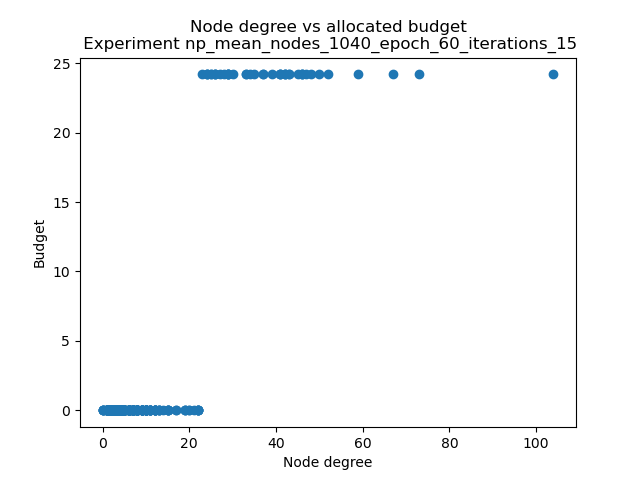 Node degree vs allocated budget
Experiment np_mean_nodes_1040_epoch_60_iterations_15
25
20
15
10
5
0
Budget
0 20 40 60 80 100
Node degree